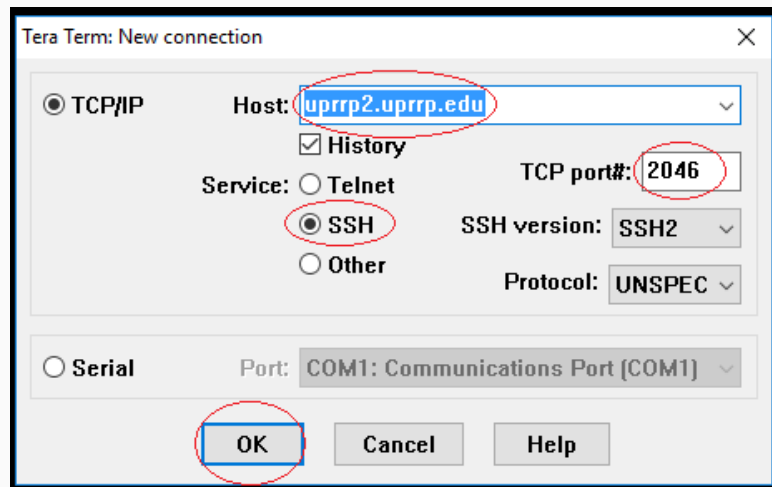 Tera Term: New connection
TCP/IP Host: uprrp2.uprrp.edu
History
Service: Telnet TCP port#: 2046
SSH SSH version: SSH2
Other Protocol: UNSPEC
Serial Port: COM1: Communications Port (COM1)
OK Cancel Help